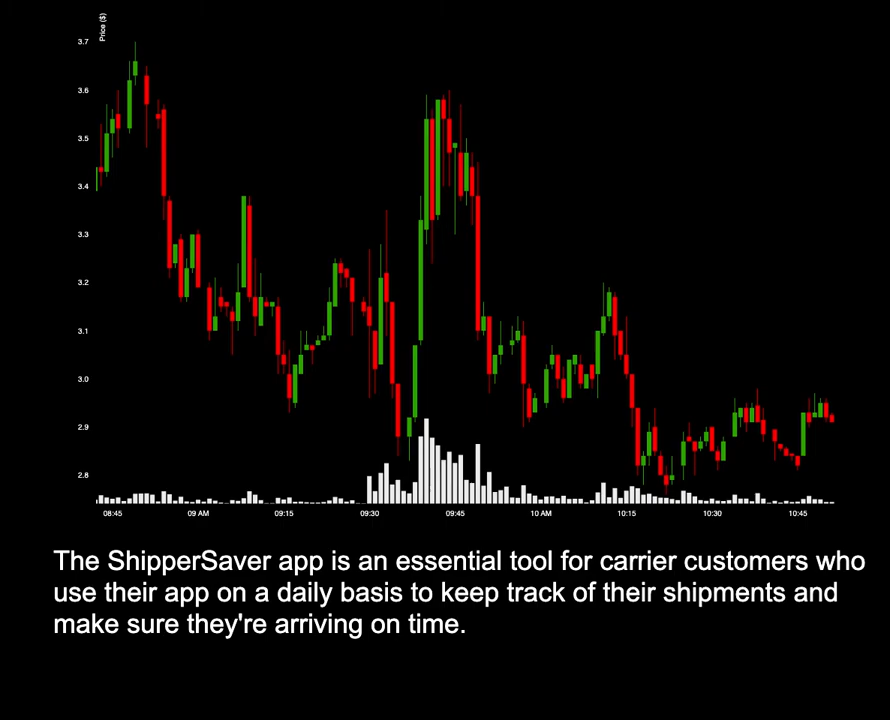 Price ($)
3.7
3.6
3.5
3.4
3.3
3.2
3.1
3.0
2.9
2.8
08:45 09 AM 09:15 09:30 09:45 10 AM 10:15 10:30 10:45
The ShipperSaver app is an essential tool for carrier customers who
use their app on a daily basis to keep track of their shipments and
make sure they're arriving on time.